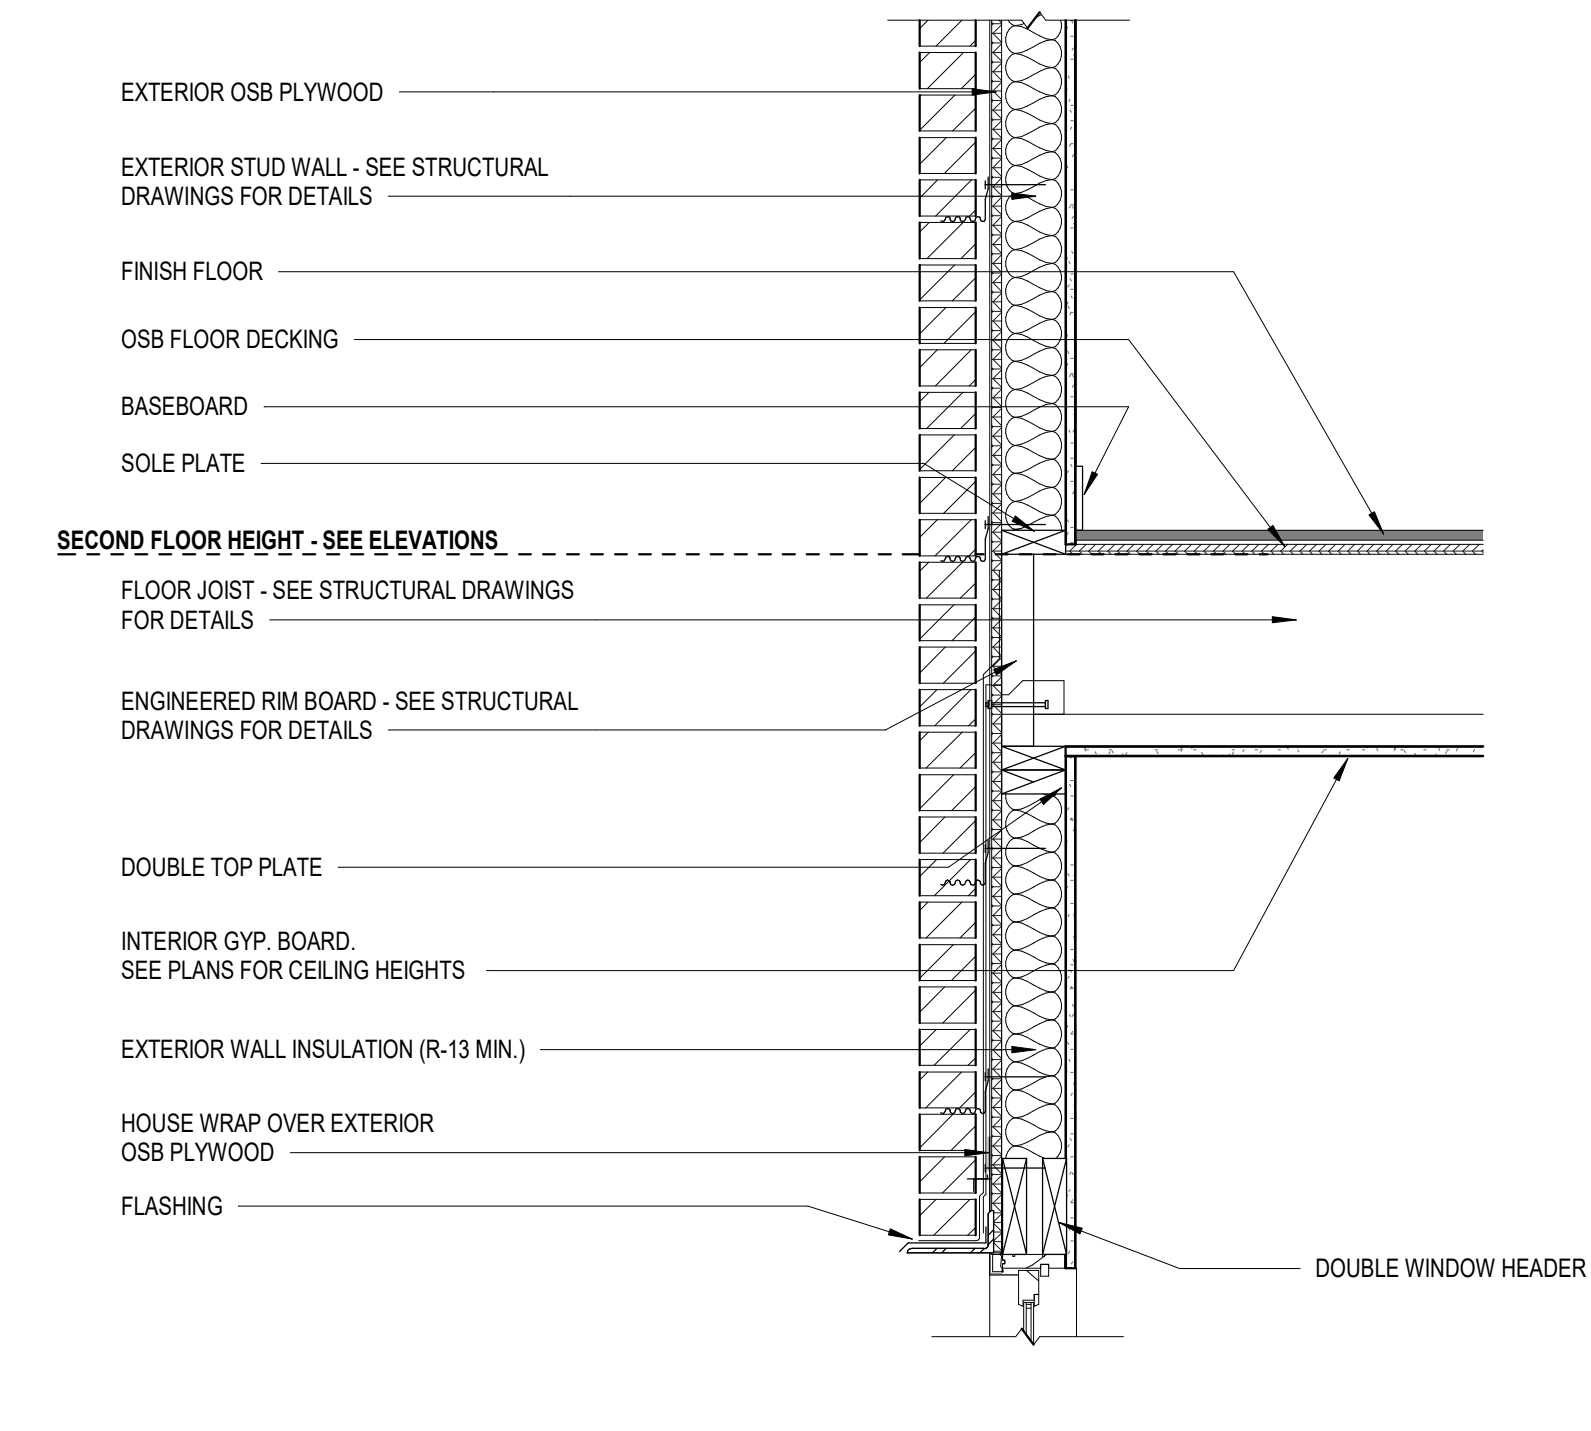 EXTERIOR OSB PLYWOOD
EXTERIOR STUD WALL - SEE STRUCTURAL
DRAWINGS FOR DETAILS
FINISH FLOOR
OSB FLOOR DECKING
BASEBOARD
SOLE PLATE
SECOND FLOOR HEIGHT - SEE ELEVATIONS
FLOOR JOIST - SEE STRUCTURAL DRAWINGS
FOR DETAILS
ENGINEERED RIM BOARD - SEE STRUCTURAL
DRAWINGS FOR DETAILS
DOUBLE TOP PLATE
INTERIOR GYP. BOARD.
SEE PLANS FOR CEILING HEIGHTS
EXTERIOR WALL INSULATION (R-13 MIN.)
HOUSE WRAP OVER EXTERIOR
OSB PLYWOOD
FLASHING
DOUBLE WINDOW HEADER